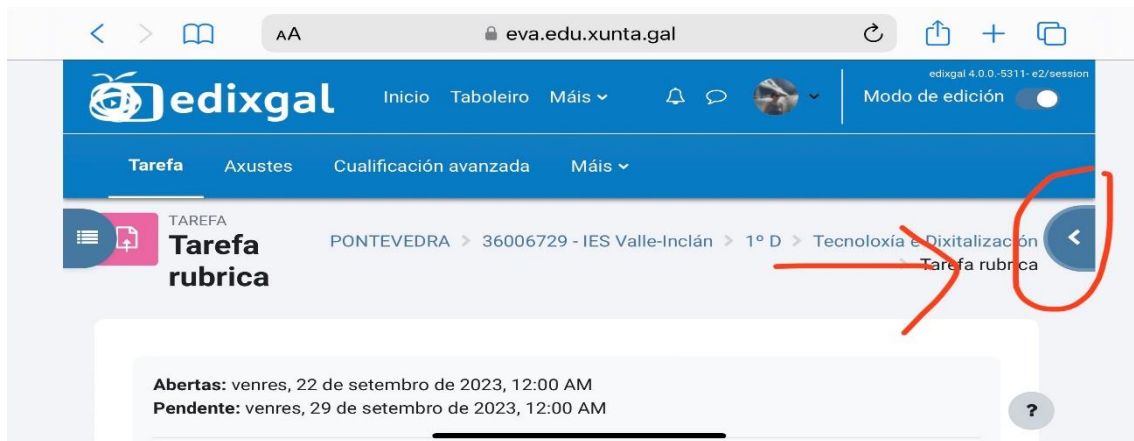 AA eva.edu.xunta.gal
edixgal 4.0.0.-5311- e2/session
edixgal Inicio Taboleiro Máis Modo de edición
Tarefa Axustes Cualificación avanzada Máis
TAREFA
Tarefa
rubrica
PONTEVEDRA > 36006729 - IES Valle-Inclán > 1º D > Tecnoloxía e Dixitalización
> Tarefa rubrica
Abertas: venres, 22 de setembro de 2023, 12:00 AM
Pendente: venres, 29 de setembro de 2023, 12:00 AM
?